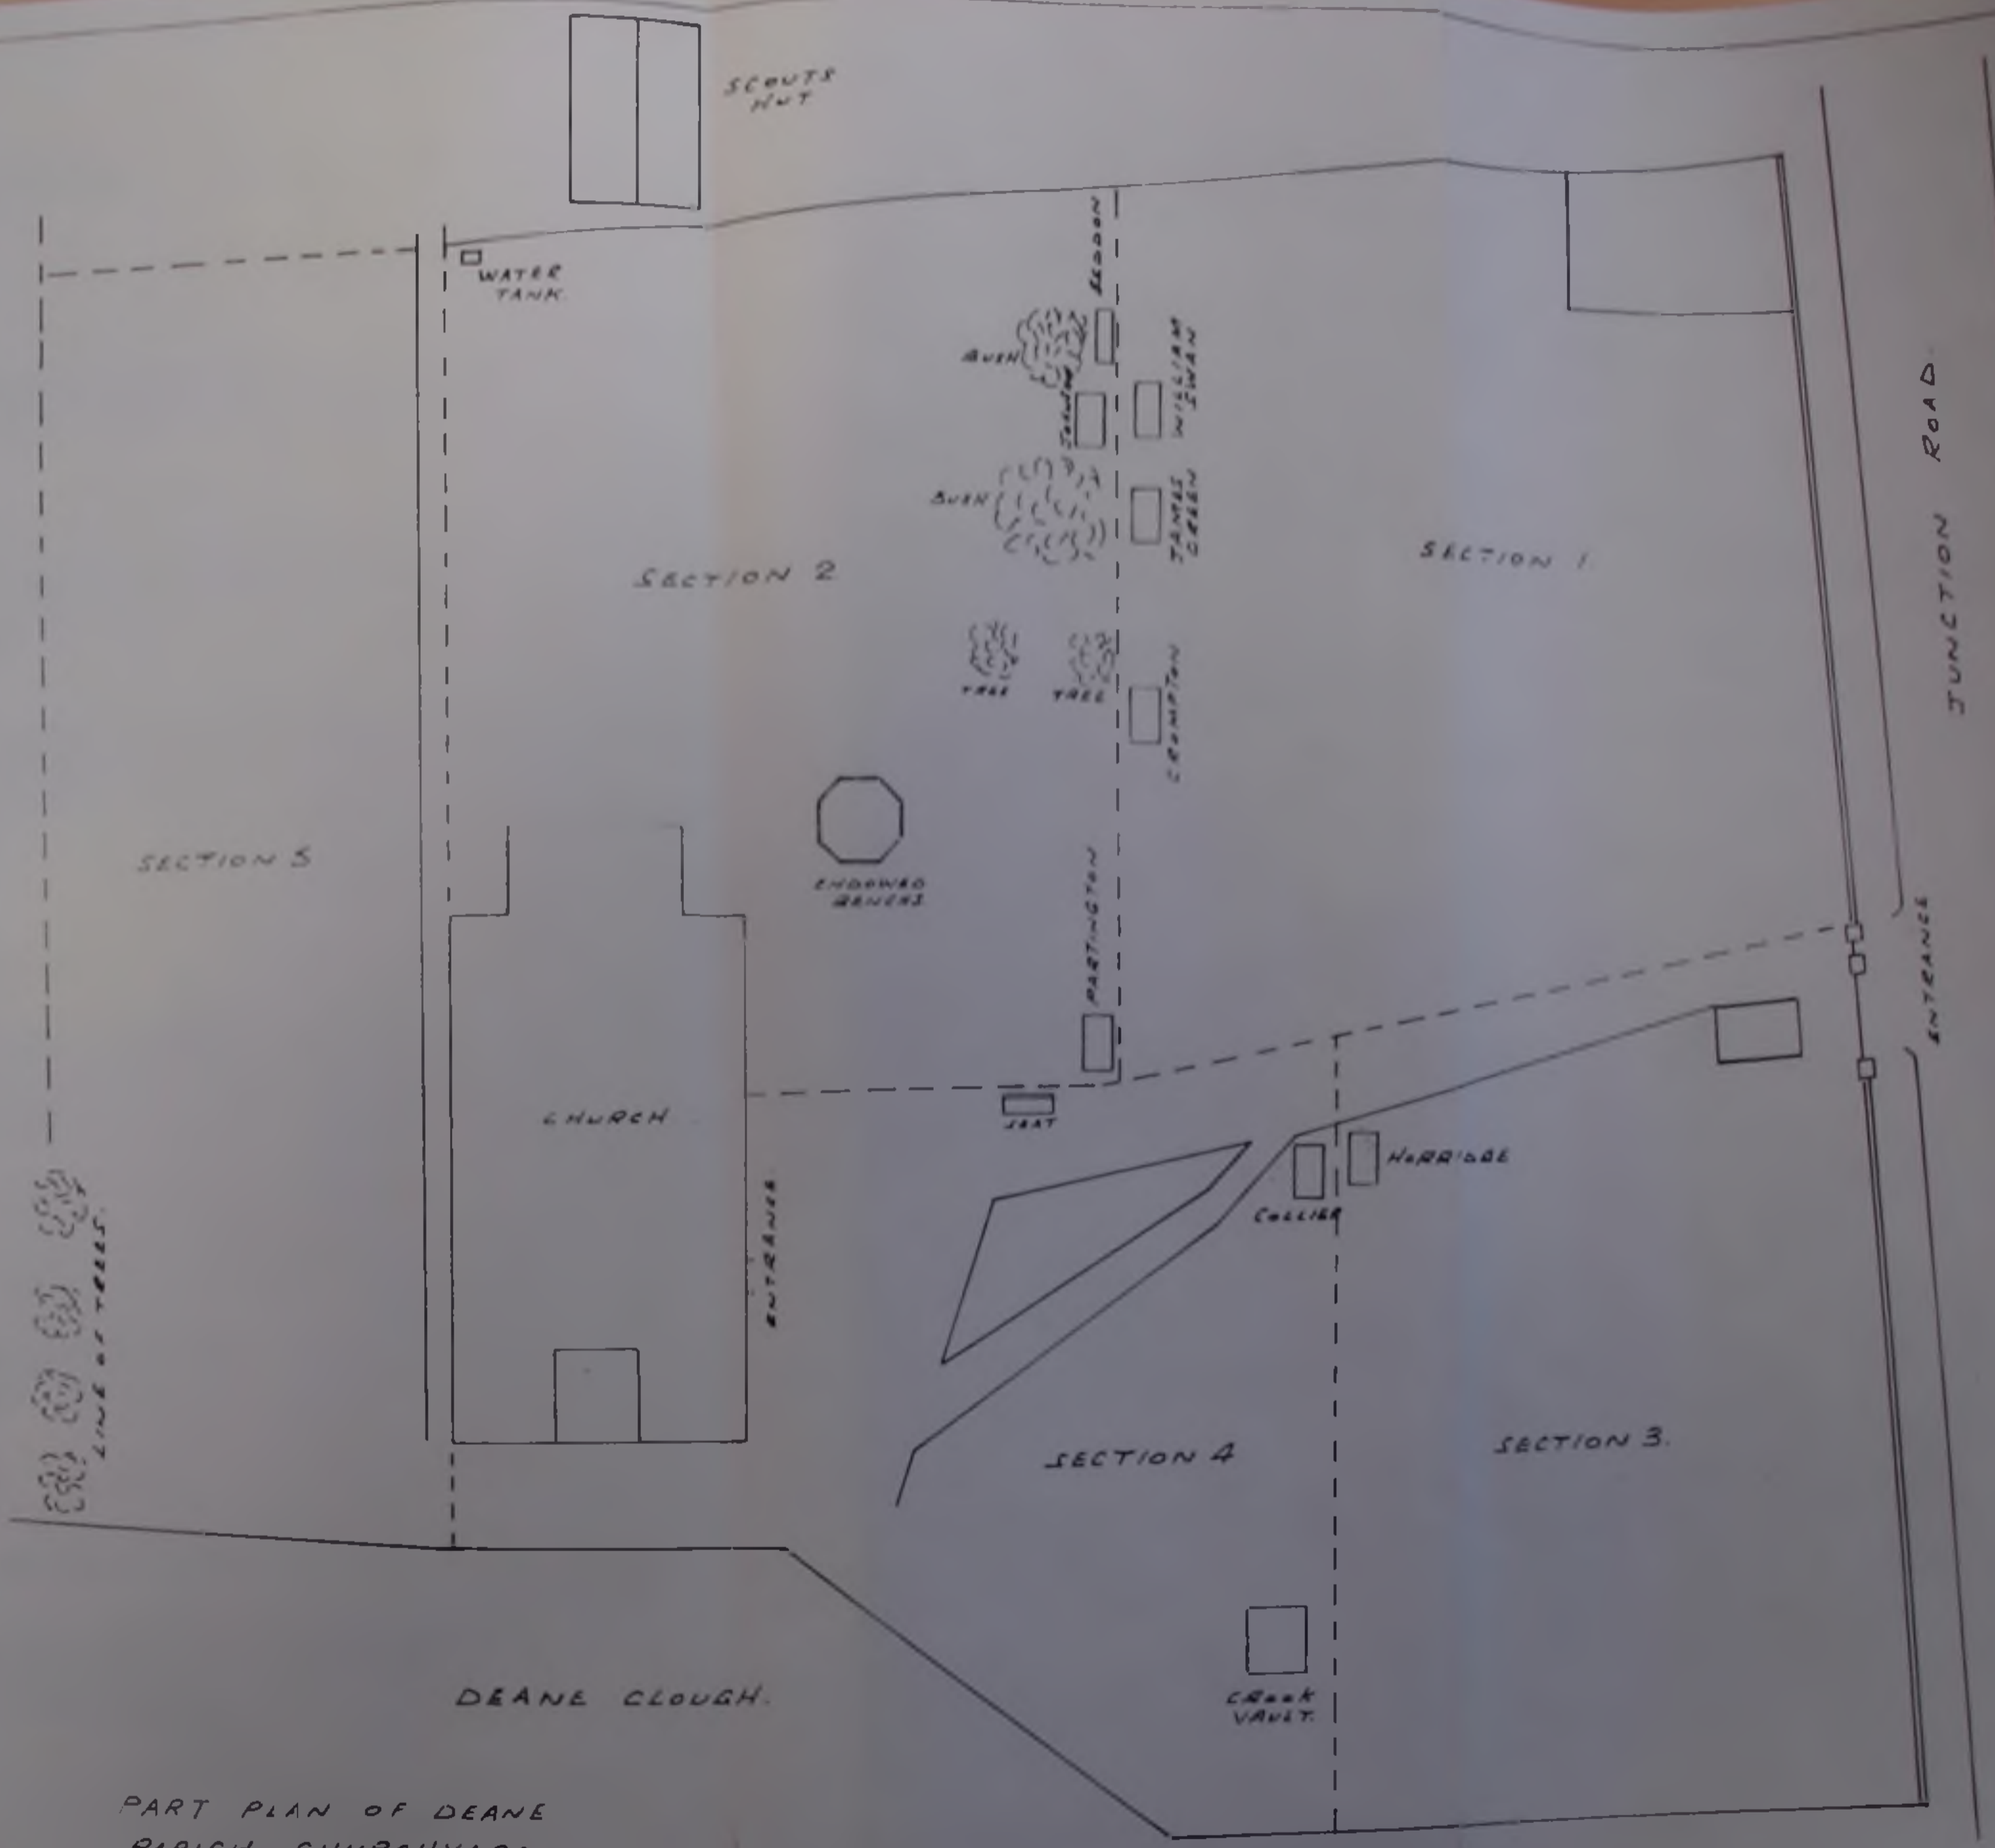 SCOUTS
HUT
WATER
TANK.
SEDDON
BUSH
WILLIAM
SWAN
BUSH
JAMES
GREEN
SECTION 2
SECTION 1
JUNCTION ROAD.
TREE
TREE
CROMPTON
SECTION 5
ENDOWED
PARTINGTON
ENTRANCE
CHURCH
SEAT
HORRIDGE
COLLIER
ENTRANCE
LINE OF TREES.
SECTION 4
SECTION 3.
DEANE CLOUGH.
CROOK
VAULT.
PART PLAN OF DEANE
PARISH CHURCHYARD